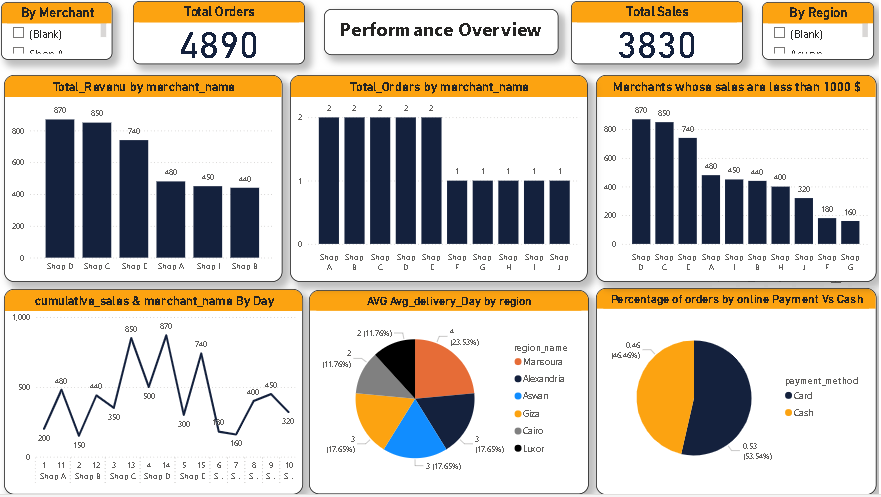 By Merchant
(Blank)
Total Orders
4890
Performance Overview
Total Sales
3830
By Region
(Blank)
Total_Revenu by merchant_name
870
850
740
480
450
440
800
600
400
200
0
Shop D Shop C Shop E Shop A Shop I Shop B
Total_Orders by merchant_name
2 2 2 2 2
1 1 1 1 1
2
1
0
Shop A Shop B Shop C Shop D Shop E Shop F Shop G Shop H Shop I Shop J
Merchants whose sales are less than 1000 $
870
850
740
480
450
440
400
320
180
160
800
600
400
200
0
Shop D Shop C Shop E Shop A Shop I Shop B Shop H Shop J Shop F Shop G
cumulative_sales & merchant_name By Day
1,000
500
0
200
480
150
440
350
850
500
870
300
740
180
160
400
450
320
1 11 2 12 3 13 4 14 5 15 6 7 8 9 10
Shop A Shop B Shop C Shop D Shop E S... S... S... S... S...
AVG Avg_delivery_Day by region
4 (23.53%)
3 (17.65%)
3 (17.65%)
3 (17.65%)
2 (11.76%)
2 (11.76%)
region_name
Mansoura
Alexandria
Aswan
Giza
Cairo
Luxor
Percentage of orders by online Payment Vs Cash
0.46 (46.46%)
0.53 (53.54%)
payment_method
Card
Cash